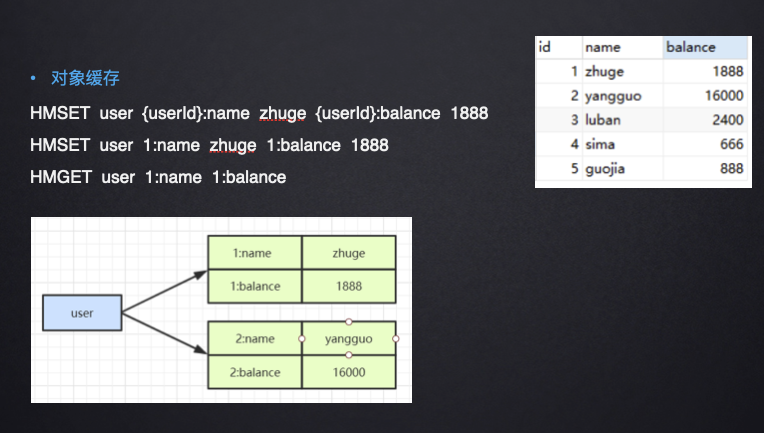 • 对象缓存
HMSET user {userId}:name zhuge {userId}:balance 1888
HMSET user 1:name zhuge 1:balance 1888
HMGET user 1:name 1:balance
id name balance
1 zhuge 1888
2 yangguo 16000
3 luban 2400
4 sima 666
5 guojia 888
user
1:name zhuge
1:balance 1888
2:name yangguo
2:balance 16000